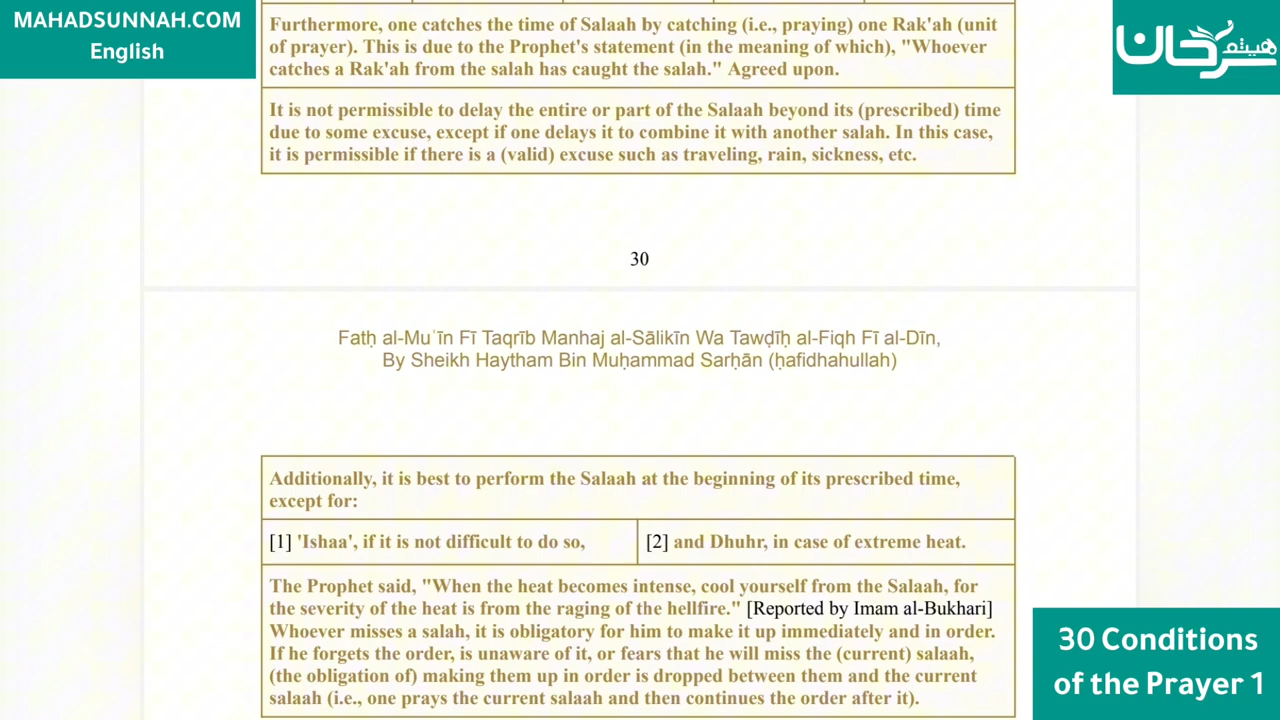 MAHADSUNNAH.COM
English
هيثم
سرحان
Furthermore, one catches the time of Salaah by catching (i.e., praying) one Rak'ah (unit
of prayer). This is due to the Prophet's statement (in the meaning of which), "Whoever
catches a Rak'ah from the salah has caught the salah." Agreed upon.
It is not permissible to delay the entire or part of the Salaah beyond its (prescribed) time
due to some excuse, except if one delays it to combine it with another salah. In this case,
it is permissible if there is a (valid) excuse such as traveling, rain, sickness, etc.
30
Fatḥ al-Muʿīn Fī Taqrīb Manhaj al-Sālikīn Wa Tawḍīḥ al-Fiqh Fī al-Dīn,
By Sheikh Haytham Bin Muḥammad Sarḥān (ḥafidhahullah)
Additionally, it is best to perform the Salaah at the beginning of its prescribed time,
except for:
[1] 'Ishaa', if it is not difficult to do so,
[2] and Dhuhr, in case of extreme heat.
The Prophet said, "When the heat becomes intense, cool yourself from the Salaah, for
the severity of the heat is from the raging of the hellfire." [Reported by Imam al-Bukhari]
Whoever misses a salah, it is obligatory for him to make it up immediately and in order.
If he forgets the order, is unaware of it, or fears that he will miss the (current) salaah,
(the obligation of) making them up in order is dropped between them and the current
salaah (i.e., one prays the current salaah and then continues the order after it).
30 Conditions
of the Prayer 1